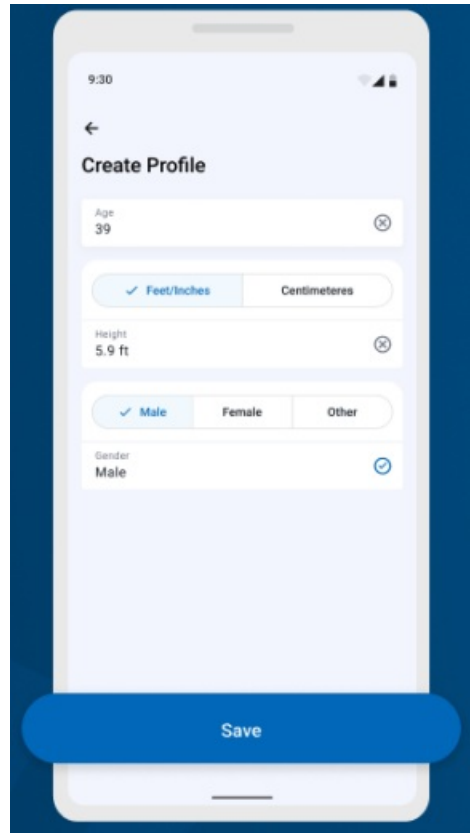 9:30
Create Profile
Age
39
Feet/Inches Centimeteres
Height
5.9 ft
Male Female Other
Gender
Male
Save